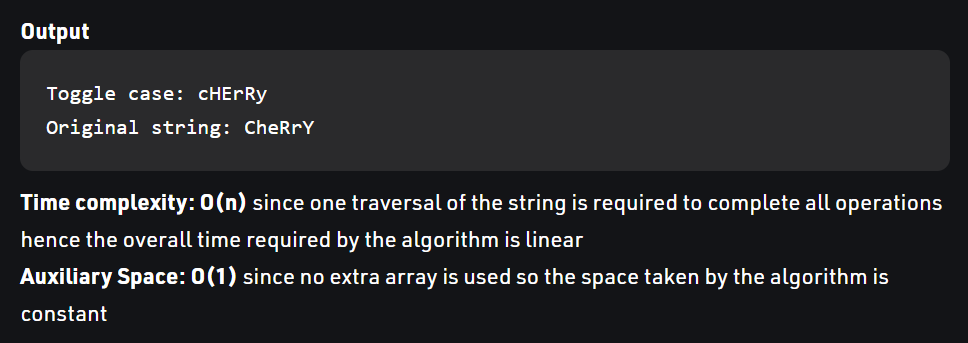 Output
Toggle case: cHErRy
Original string: CheRrY
Time complexity: O(n) since one traversal of the string is required to complete all operations
hence the overall time required by the algorithm is linear
Auxiliary Space: O(1) since no extra array is used so the space taken by the algorithm is
constant